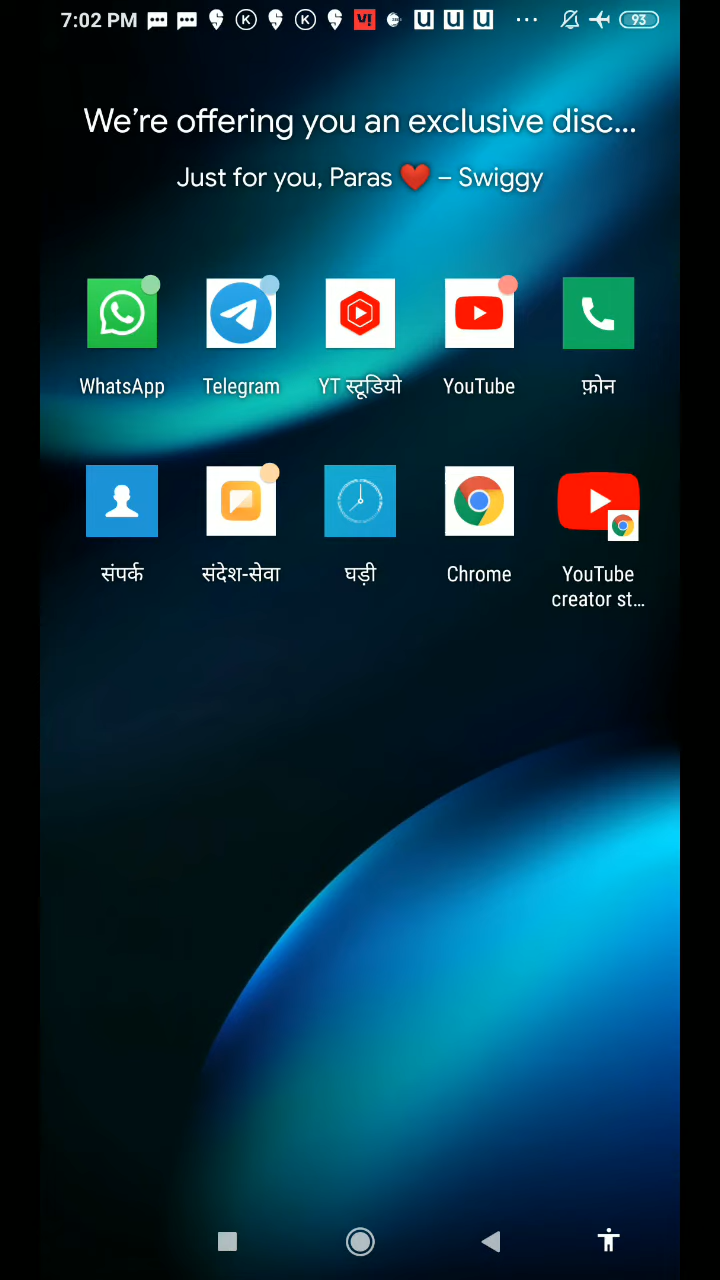 7:02 PM
93
We're offering you an exclusive disc...
Just for you, Paras ❤️ – Swiggy
WhatsApp
Telegram
YT स्टूडियो
YouTube
फ़ोन
संपर्क
संदेश-सेवा
घड़ी
Chrome
YouTube
creator st...